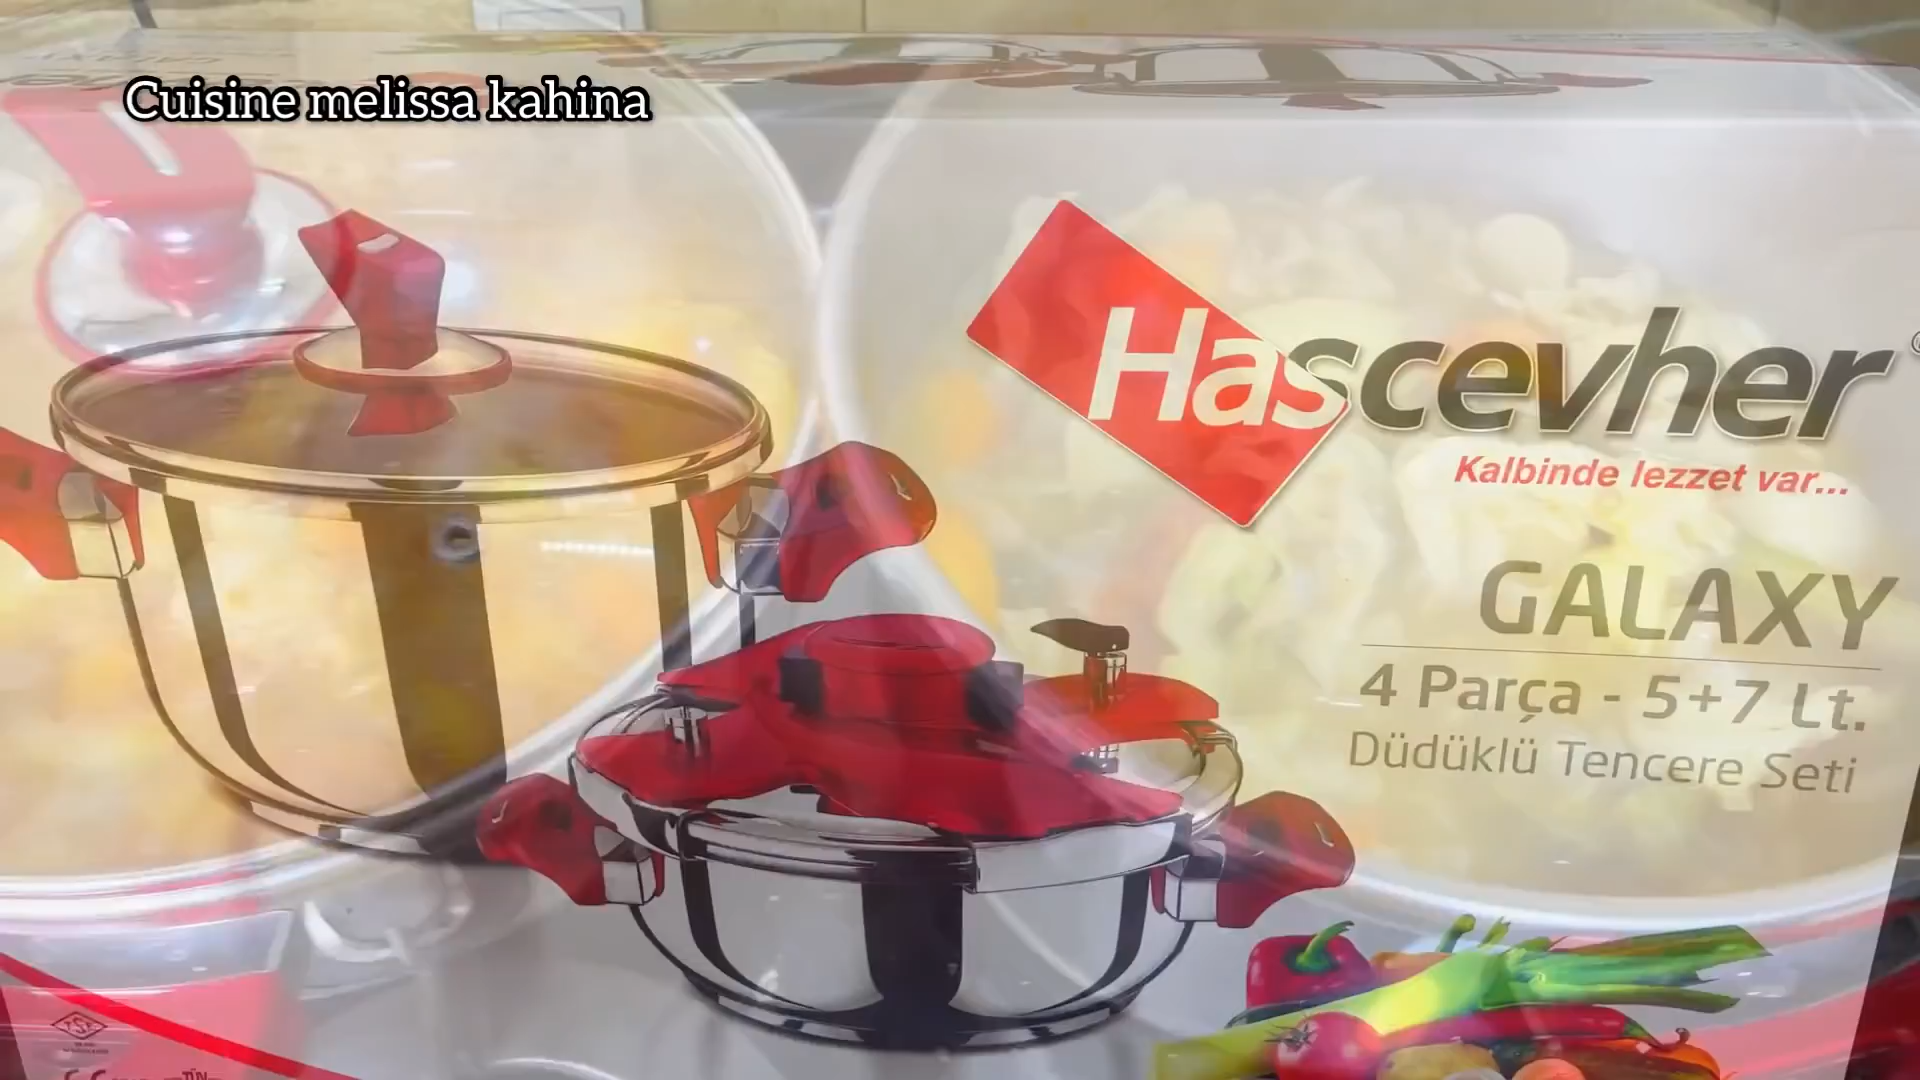 Cuisine melissa kahina
Hascevher
Kalbinde lezzet var...
GALAXY
4 Parça - 5+7 Lt.
Düdüklü Tencere Seti